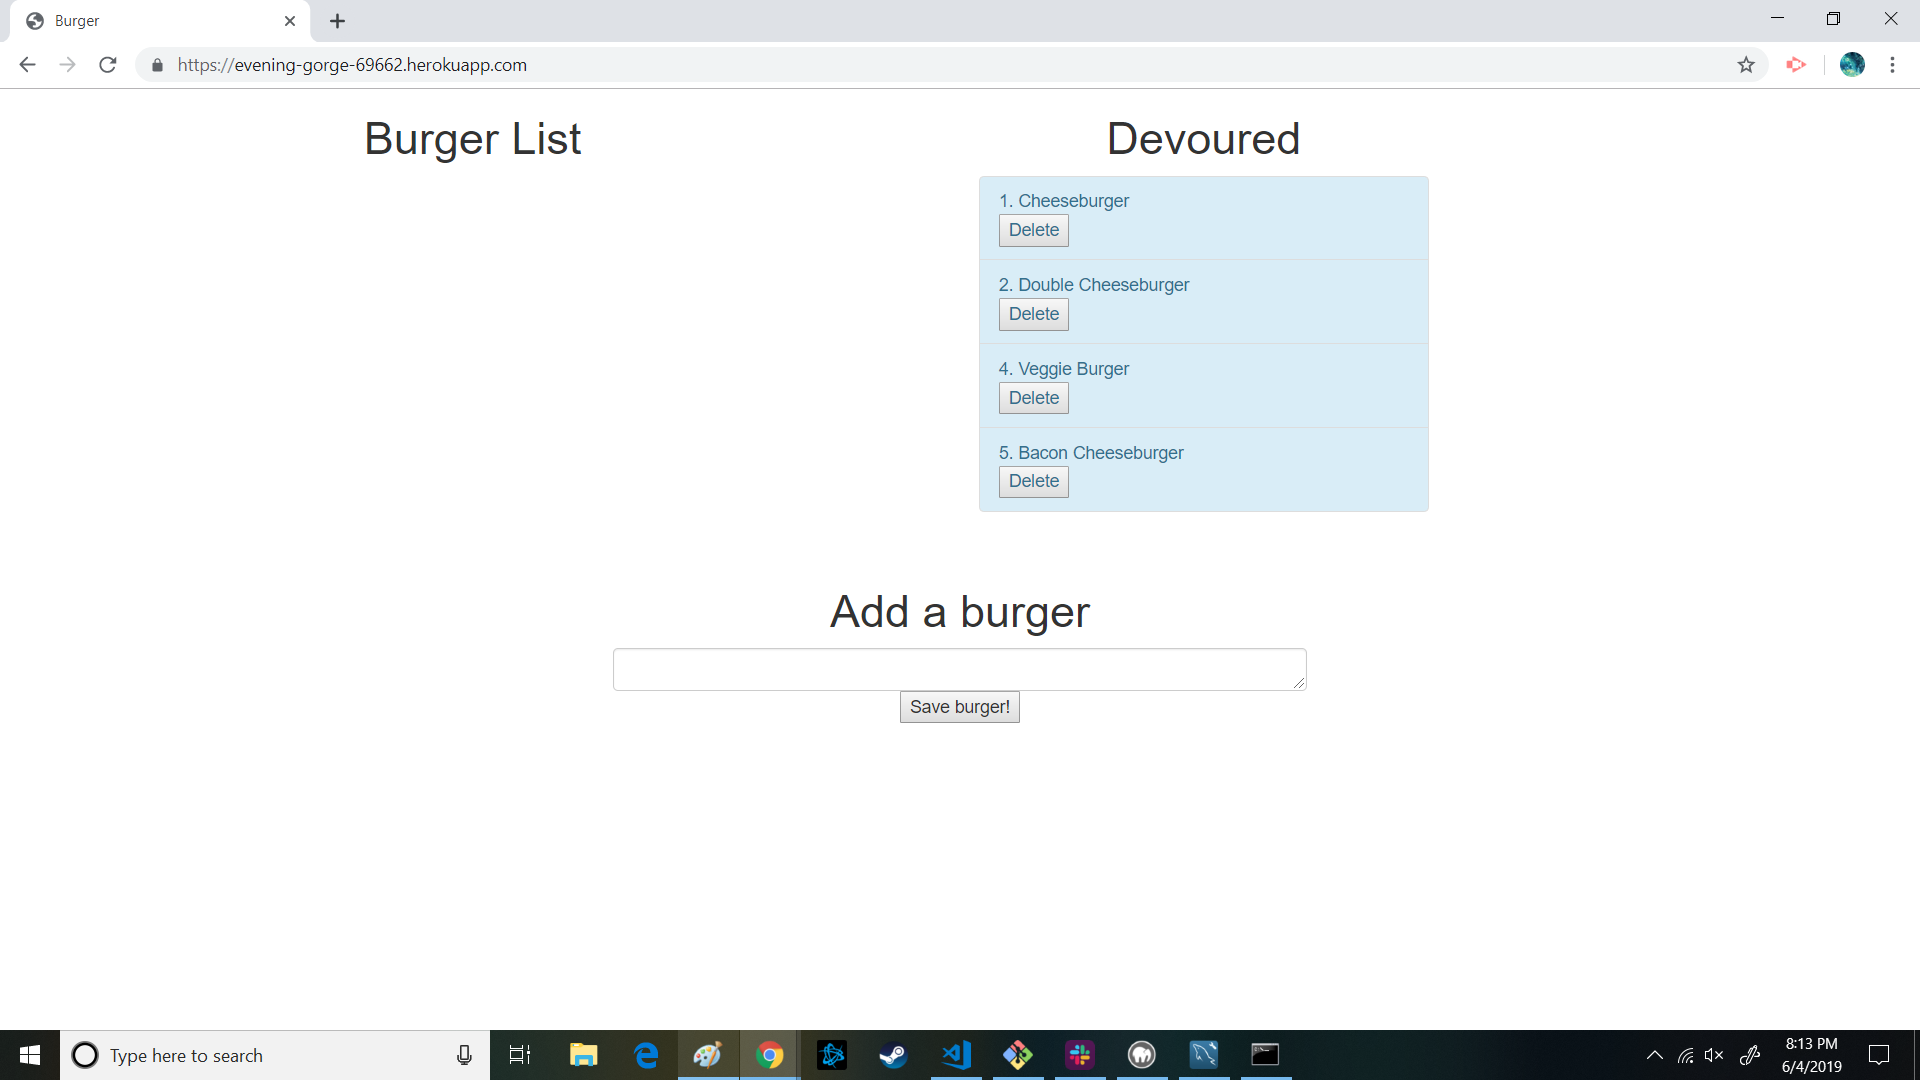 Burger
https://evening-gorge-69662.herokuapp.com
Burger List
Devoured
1. Cheeseburger
Delete
2. Double Cheeseburger
Delete
4. Veggie Burger
Delete
5. Bacon Cheeseburger
Delete
Add a burger
Save burger!
Type here to search
8:13 PM
6/4/2019